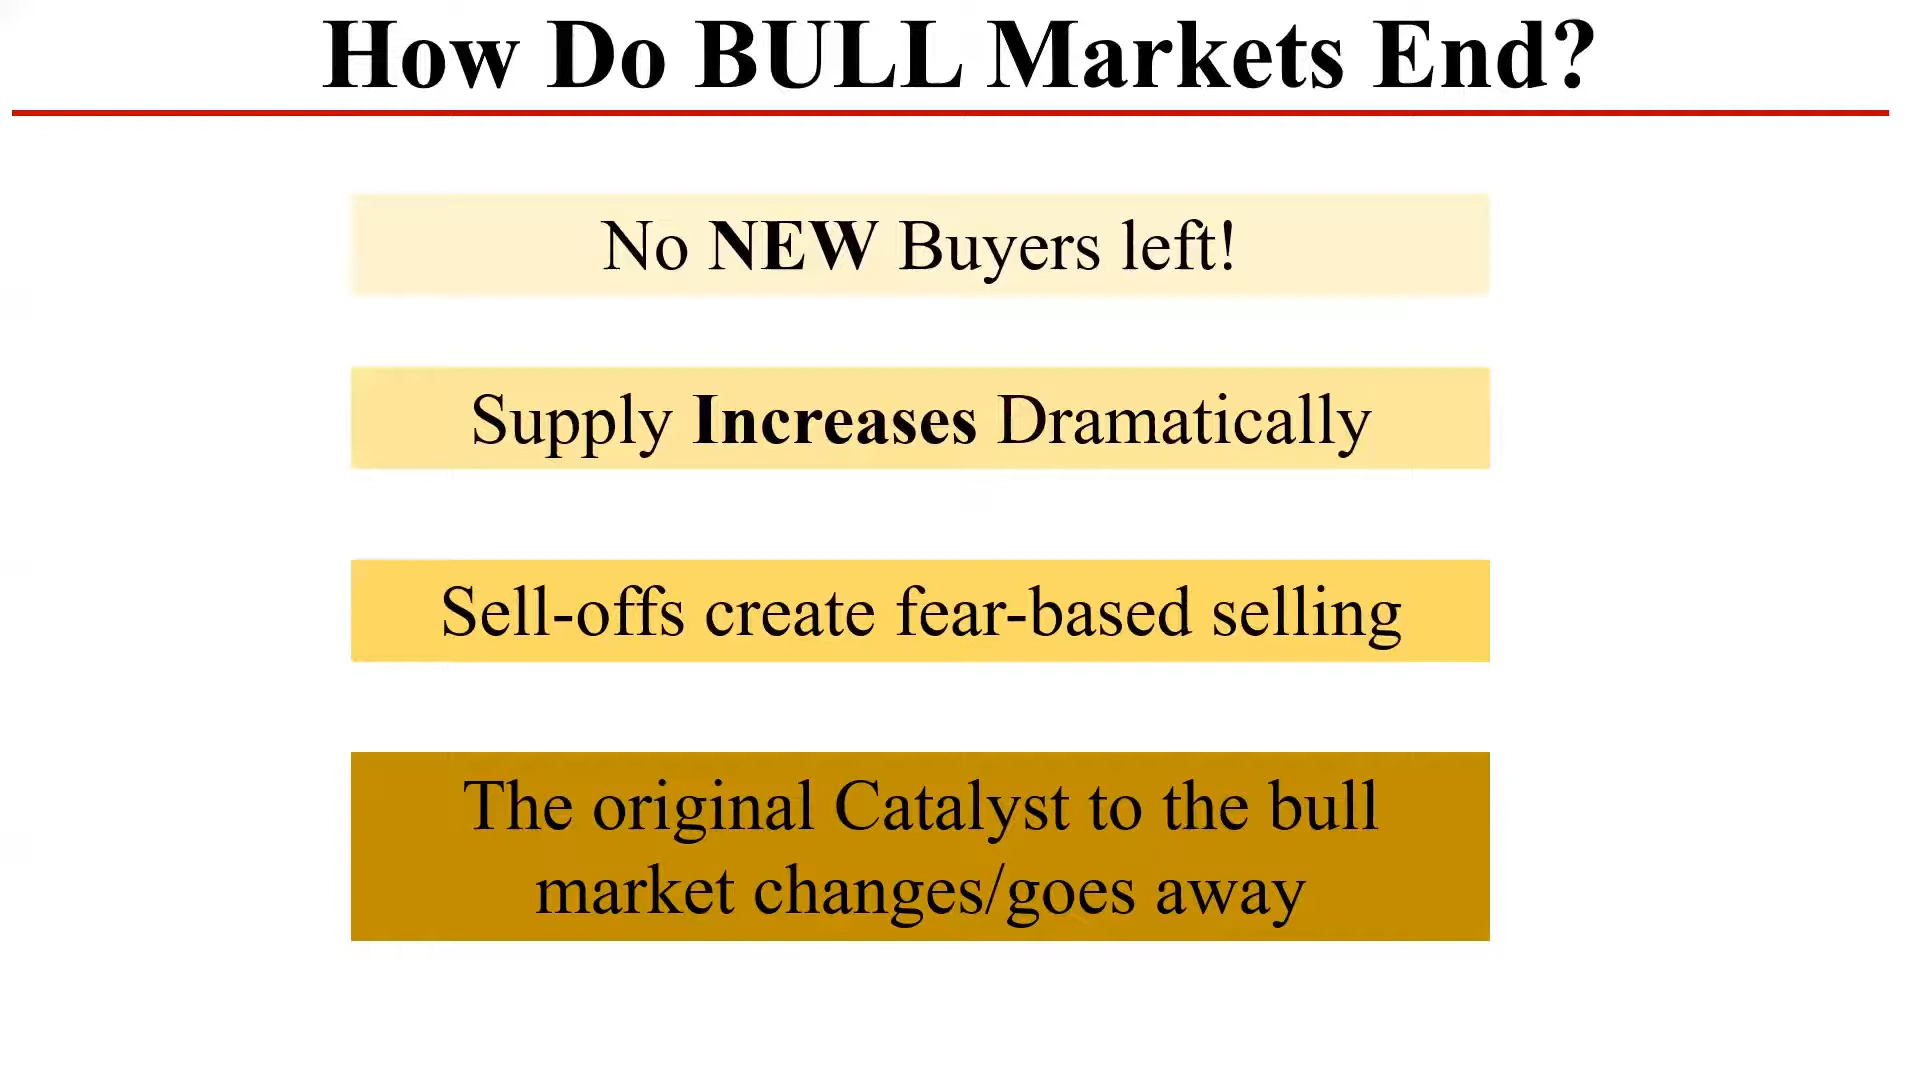 How Do BULL Markets End?
No NEW Buyers left!
Supply Increases Dramatically
Sell-offs create fear-based selling
The original Catalyst to the bull
market changes/goes away